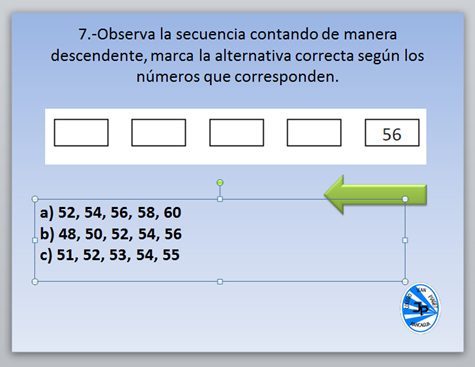 7.-Observa la secuencia contando de manera
descendente, marca la alternativa correcta según los
números que corresponden.
56
a) 52, 54, 56, 58, 60
b) 48, 50, 52, 54, 56
c) 51, 52, 53, 54, 55